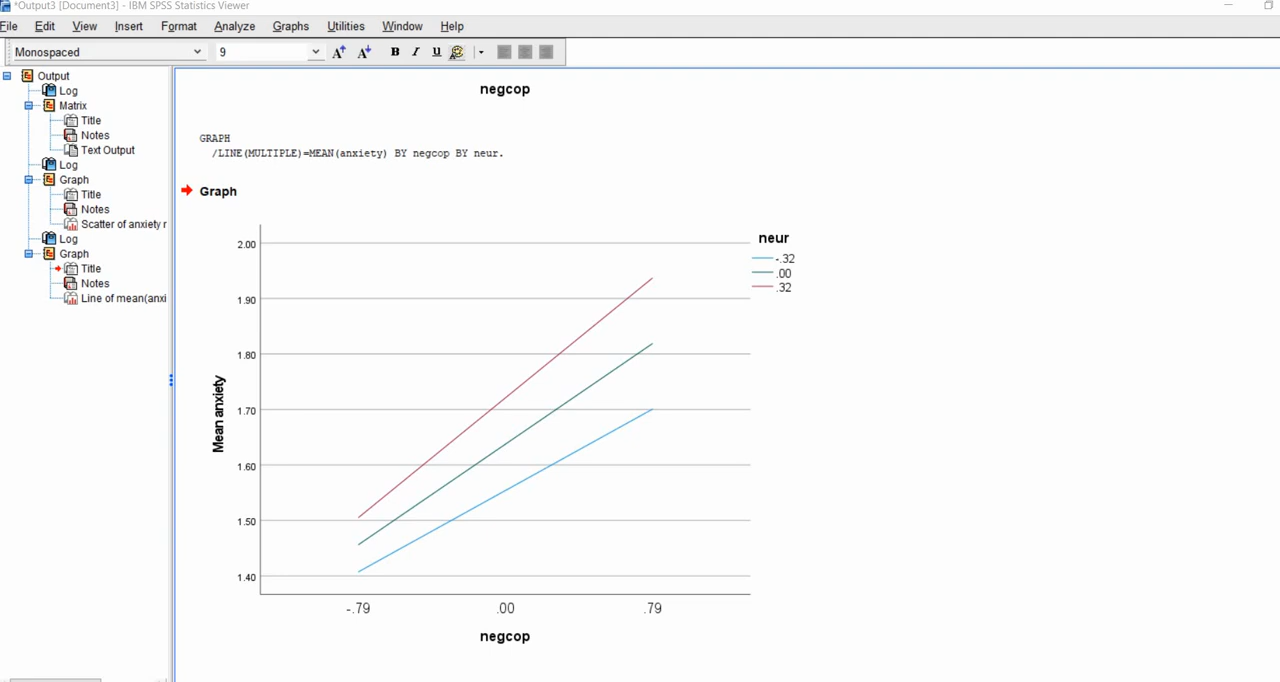 *Output3 [Document3] - IBM SPSS Statistics Viewer
File Edit View Insert Format Analyze Graphs Utilities Window Help
Monospaced 9 A A B I U
Output
Log
Matrix
Title
Notes
Text Output
Log
Graph
Title
Notes
Scatter of anxiety r
Log
Graph
Title
Notes
Line of mean(anxi
negcop
GRAPH
/LINE(MULTIPLE)=MEAN(anxiety) BY negcop BY neur.
Graph
neur
-.32
.00
.32
Mean anxiety
2.00
1.90
1.80
1.70
1.60
1.50
1.40
-.79 .00 .79
negcop